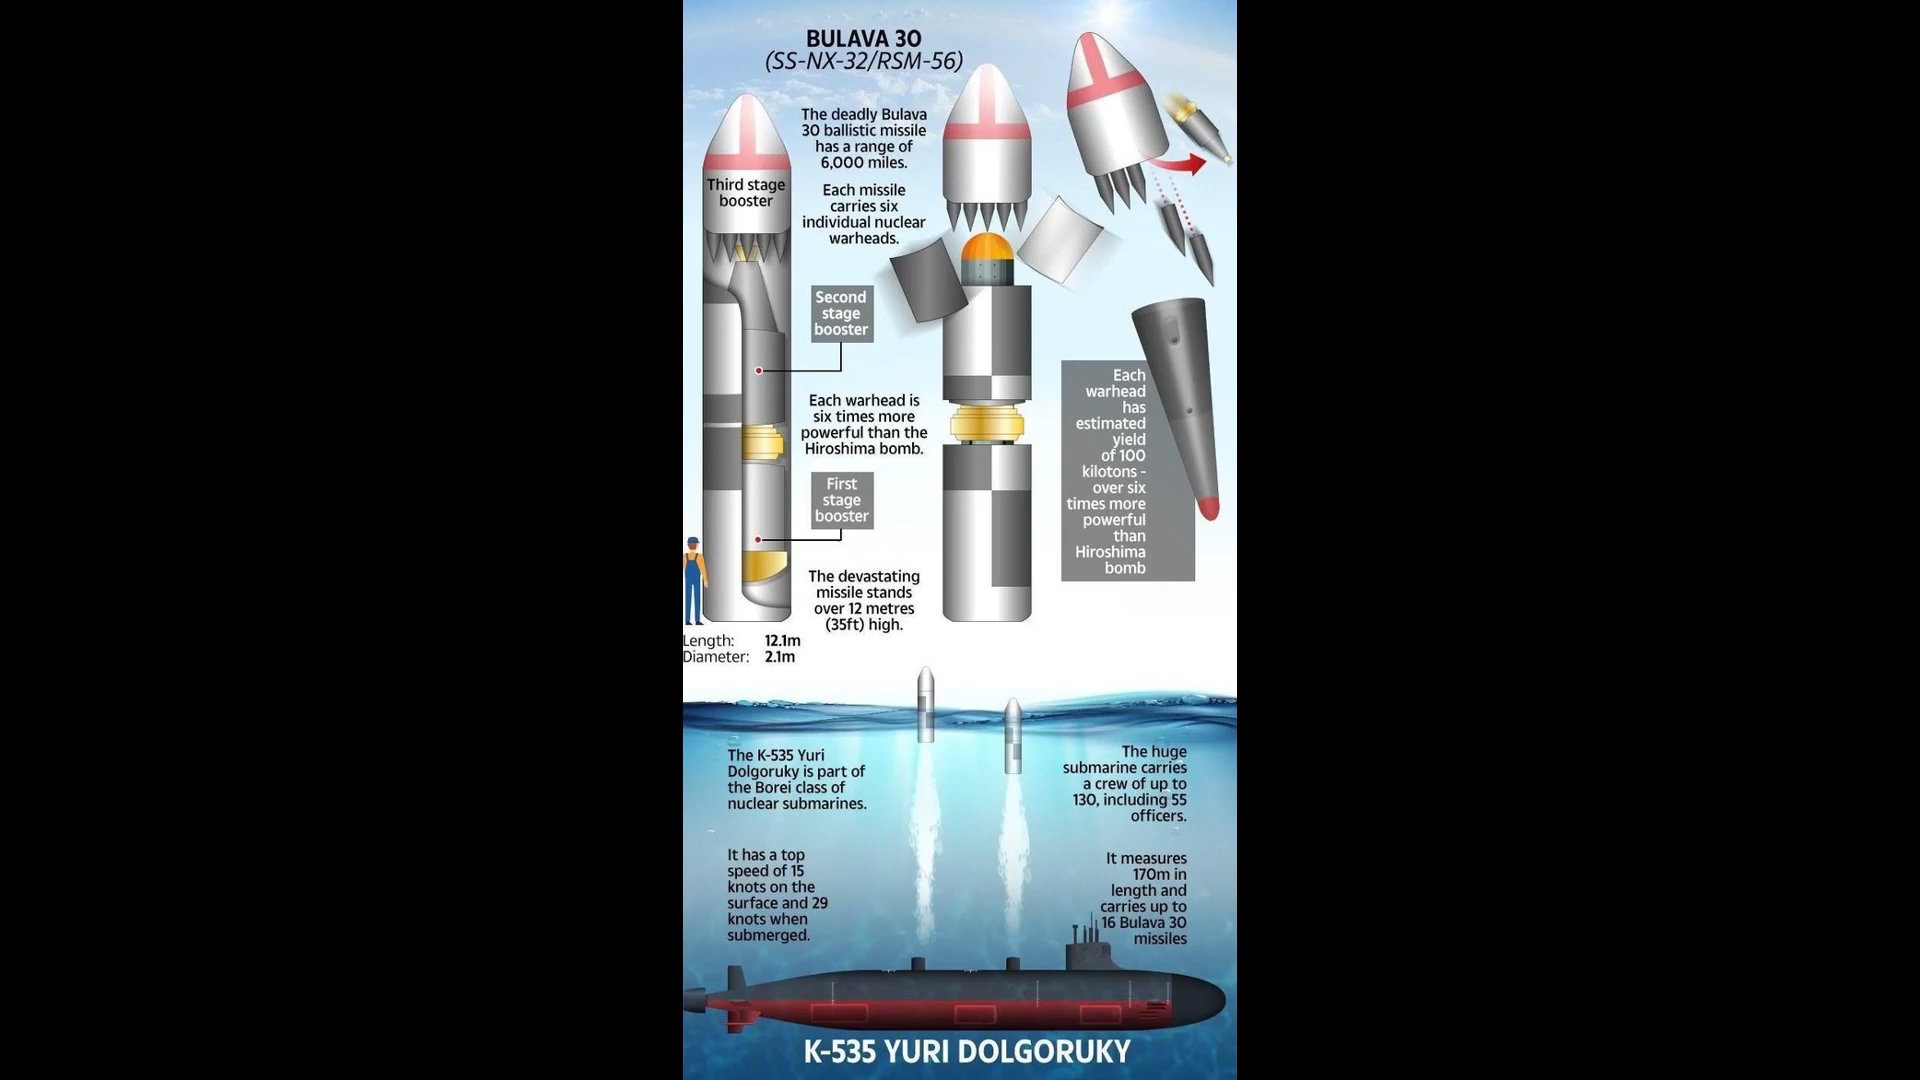 BULAVA 30
(SS-NX-32/RSM-56)
The deadly Bulava
30 ballistic missile
has a range of
6,000 miles.
Each missile
carries six
individual nuclear
warheads.
Third stage
booster
Second
stage
booster
Each warhead is
six times more
powerful than the
Hiroshima bomb.
First
stage
booster
The devastating
missile stands
over 12 metres
(35ft) high.
Length: 12.1m
Diameter: 2.1m
Each
warhead
has
estimated
yield
of 100
kilotons -
over six
times more
powerful
than
Hiroshima
bomb
The K-535 Yuri
Dolgoruky is part of
the Borei class of
nuclear submarines.
It has a top
speed of 15
knots on the
surface and 29
knots when
submerged.
The huge
submarine carries
a crew of up to
130, including 55
officers.
It measures
170m in
length and
carries up to
16 Bulava 30
missiles
K-535 YURI DOLGORUKY